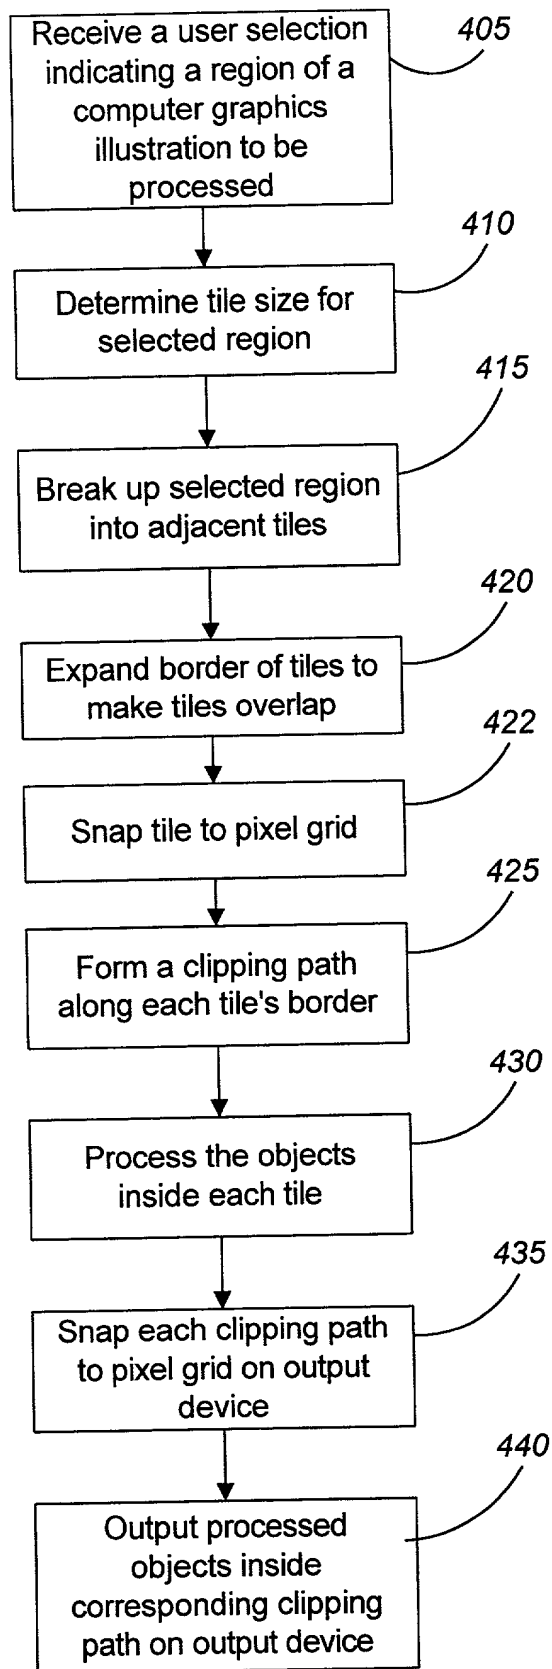 Receive a user selection
indicating a region of a
computer graphics
illustration to be
processed
405
Determine tile size for
selected region
410
Break up selected region
into adjacent tiles
415
Expand border of tiles to
make tiles overlap
420
Snap tile to pixel grid
422
Form a clipping path
along each tile's border
425
Process the objects
inside each tile
430
Snap each clipping path
to pixel grid on output
device
435
Output processed
objects inside
corresponding clipping
path on output device
440